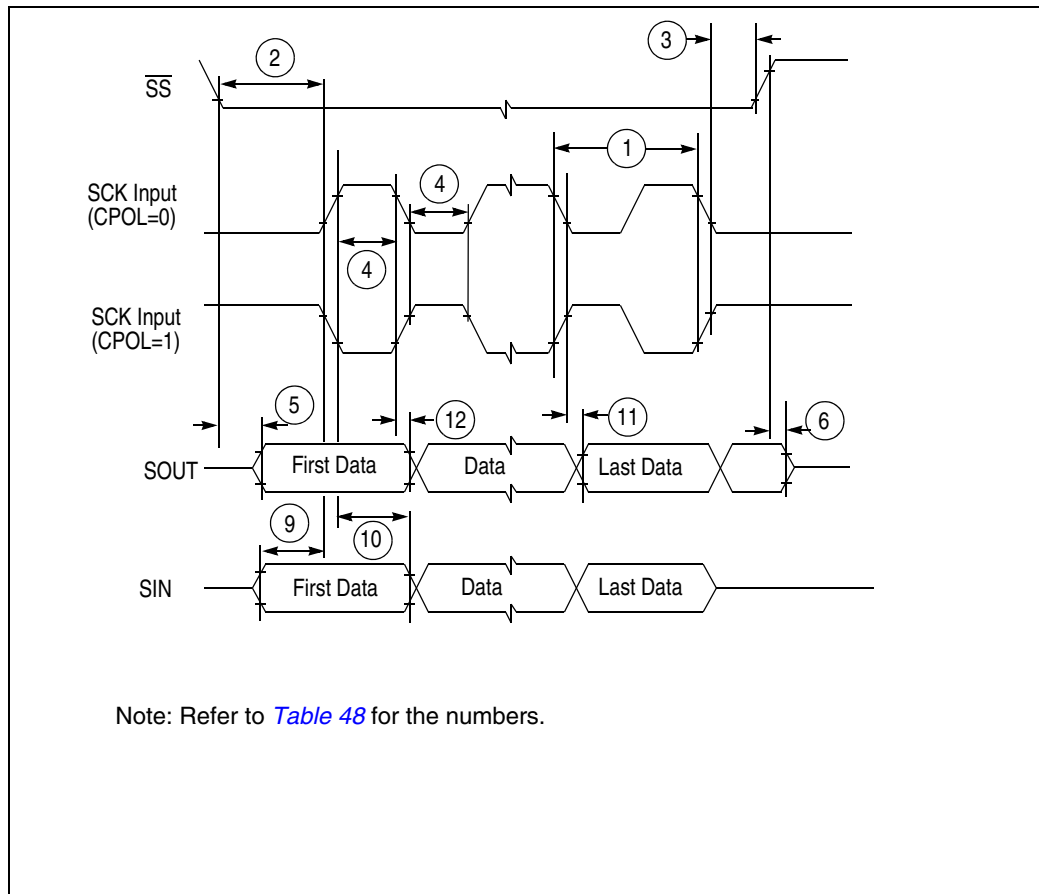 3
2
SS
1
SCK Input
(CPOL=0)
4
4
SCK Input
(CPOL=1)
5
12
11
6
SOUT
First Data
Data
Last Data
9
10
SIN
First Data
Data
Last Data
Note: Refer to Table 48 for the numbers.